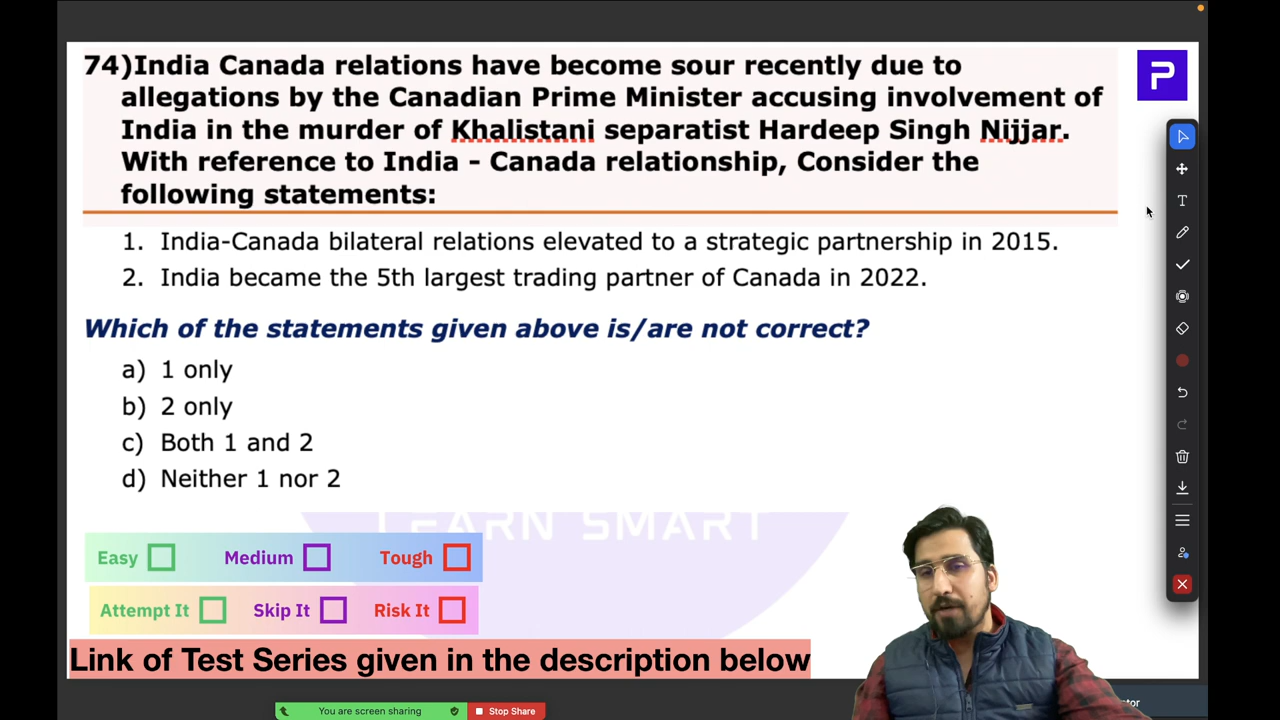 74)India Canada relations have become sour recently due to
allegations by the Canadian Prime Minister accusing involvement of
India in the murder of Khalistani separatist Hardeep Singh Nijjar.
With reference to India - Canada relationship, Consider the
following statements:
1. India-Canada bilateral relations elevated to a strategic partnership in 2015.
2. India became the 5th largest trading partner of Canada in 2022.
Which of the statements given above is/are not correct?
a) 1 only
b) 2 only
c) Both 1 and 2
d) Neither 1 nor 2
LEARN SMART
Easy Medium Tough
Attempt It Skip It Risk It
Link of Test Series given in the description below
You are screen sharing Stop Share